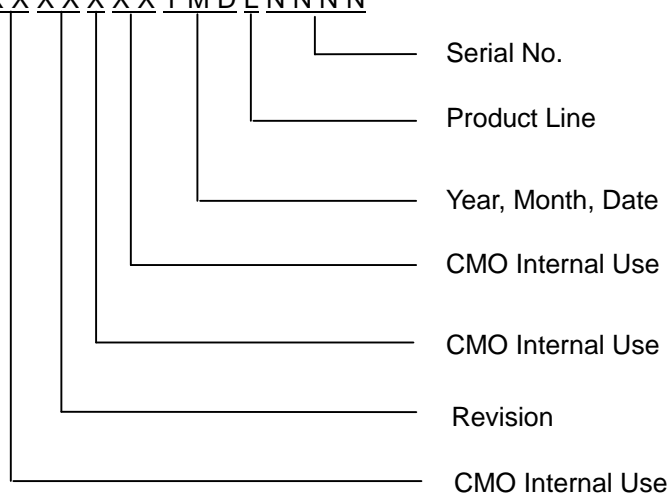 X X X X X X X Y M D L N N N N
Serial No.
Product Line
Year, Month, Date
CMO Internal Use
CMO Internal Use
Revision
CMO Internal Use